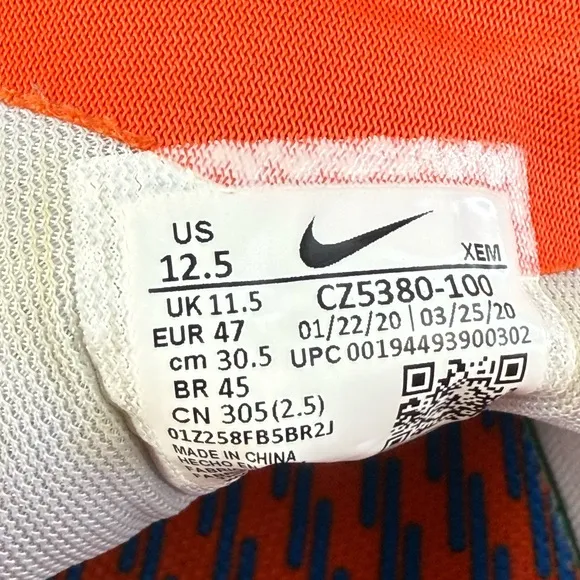 US
12.5
XEM
UK 11.5
CZ5380-100
EUR 47
01/22/20 | 03/25/20
cm 30.5
UPC 00194493900302
BR 45
CN 305(2.5)
01Z258FB5BR2J
MADE IN CHINA
HECHO EN